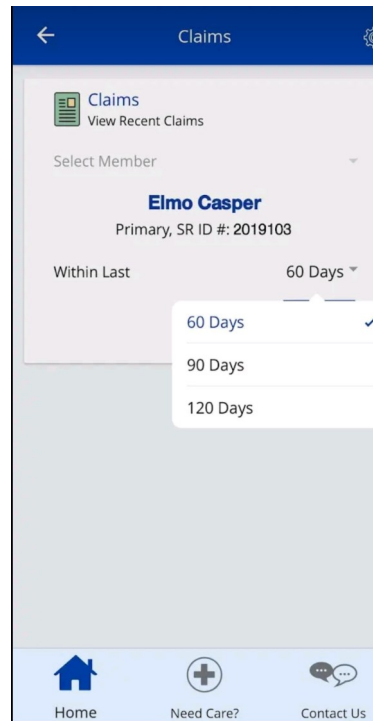 Claims
Claims
View Recent Claims
Select Member
Elmo Casper
Primary, SR ID #: 2019103
Within Last 60 Days
60 Days
90 Days
120 Days
Home Need Care? Contact Us